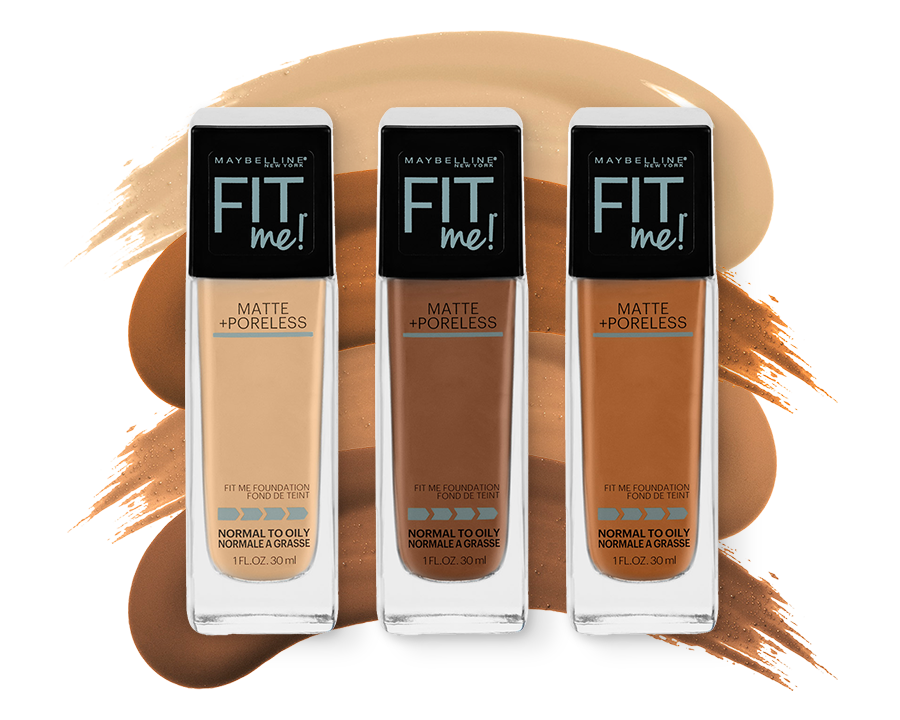 MAYBELLINE®
NEW YORK
FIT
me!
MATTE
+PORELESS
FIT ME FOUNDATION
FOND DE TEINT
NORMAL TO OILY
NORMALE A GRASSE
1 FL.OZ. 30 ml
MAYBELLINE®
NEW YORK
FIT
me!
MATTE
+PORELESS
FIT ME FOUNDATION
FOND DE TEINT
NORMAL TO OILY
NORMALE A GRASSE
1 FL.OZ. 30 ml
MAYBELLINE®
NEW YORK
FIT
me!
MATTE
+PORELESS
FIT ME FOUNDATION
FOND DE TEINT
NORMAL TO OILY
NORMALE A GRASSE
1 FL.OZ. 30 ml